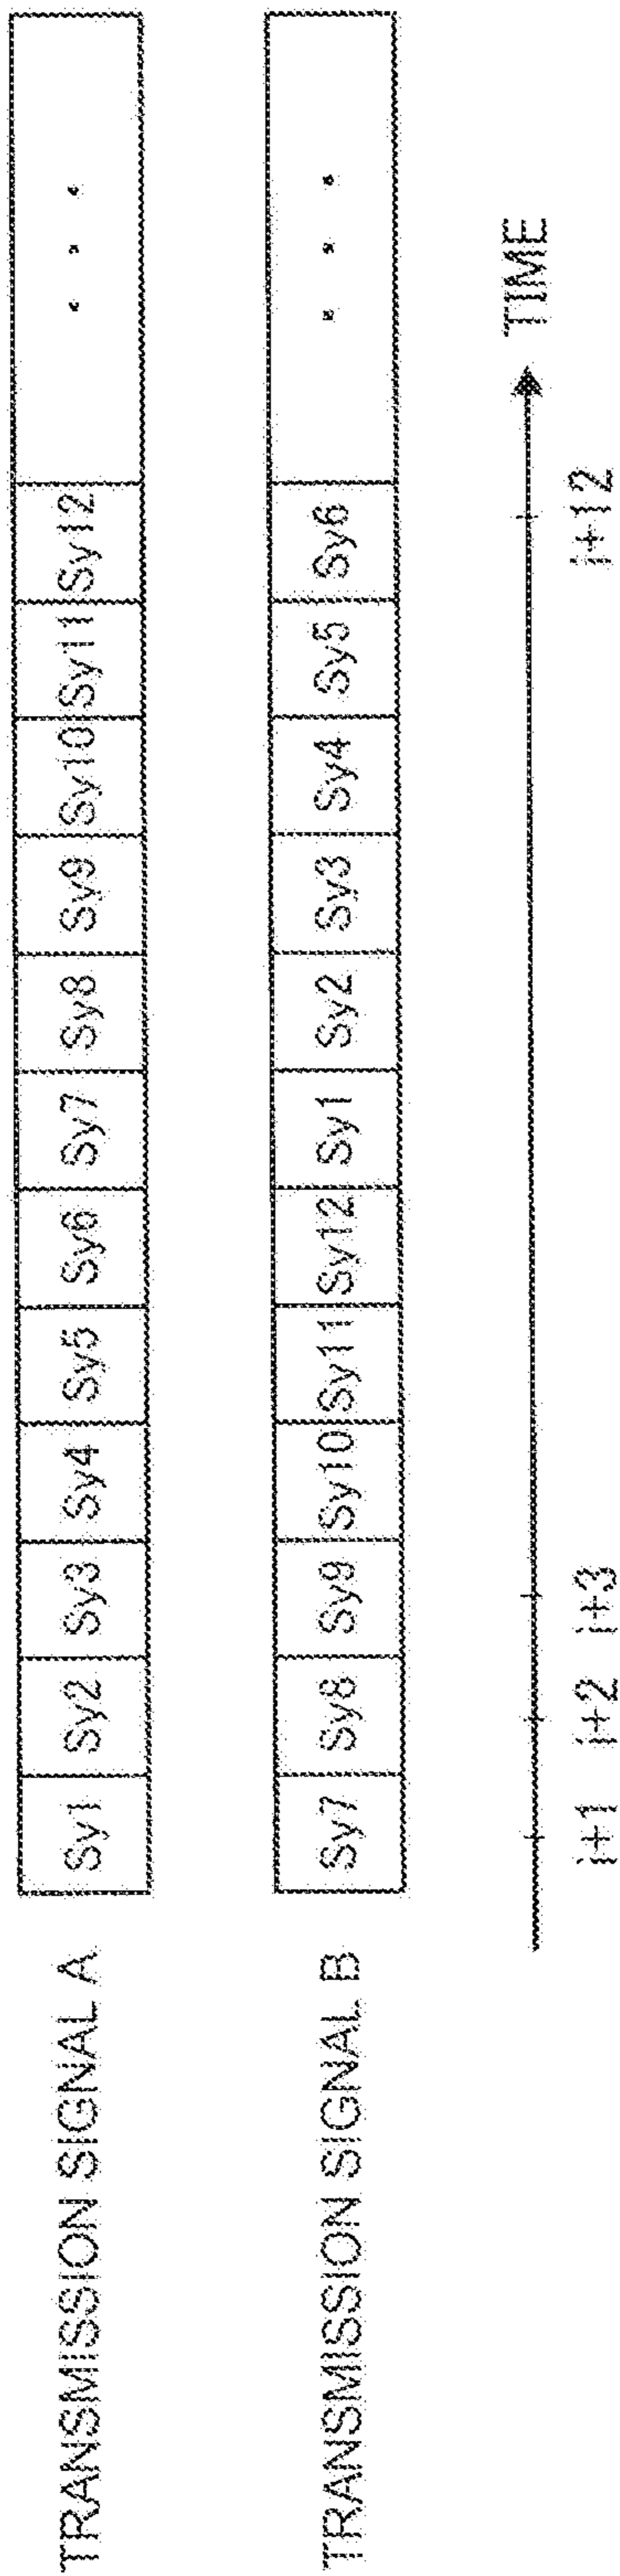 TRANSMISSION SIGNAL A Sy1 Sy2 Sy3 Sy4 Sy5 Sy6 Sy7 Sy8 Sy9 Sy10 Sy11 Sy12 . . .
TRANSMISSION SIGNAL B Sy7 Sy8 Sy9 Sy10 Sy11 Sy12 Sy1 Sy2 Sy3 Sy4 Sy5 Sy6 . . .
TIME
i+1 i+2 i+3 i+12